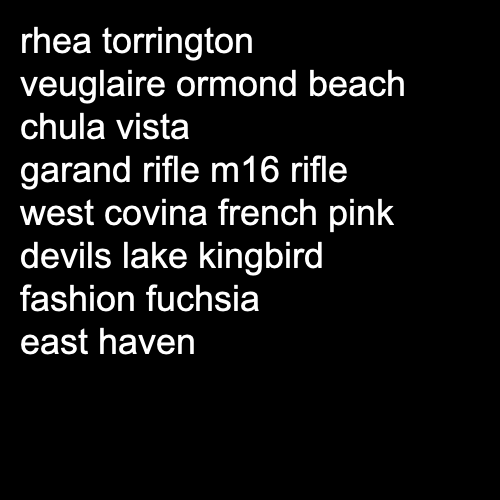 rhea torrington
veuglaire ormond beach
chula vista
garand rifle m16 rifle
west covina french pink
devils lake kingbird
fashion fuchsia
east haven